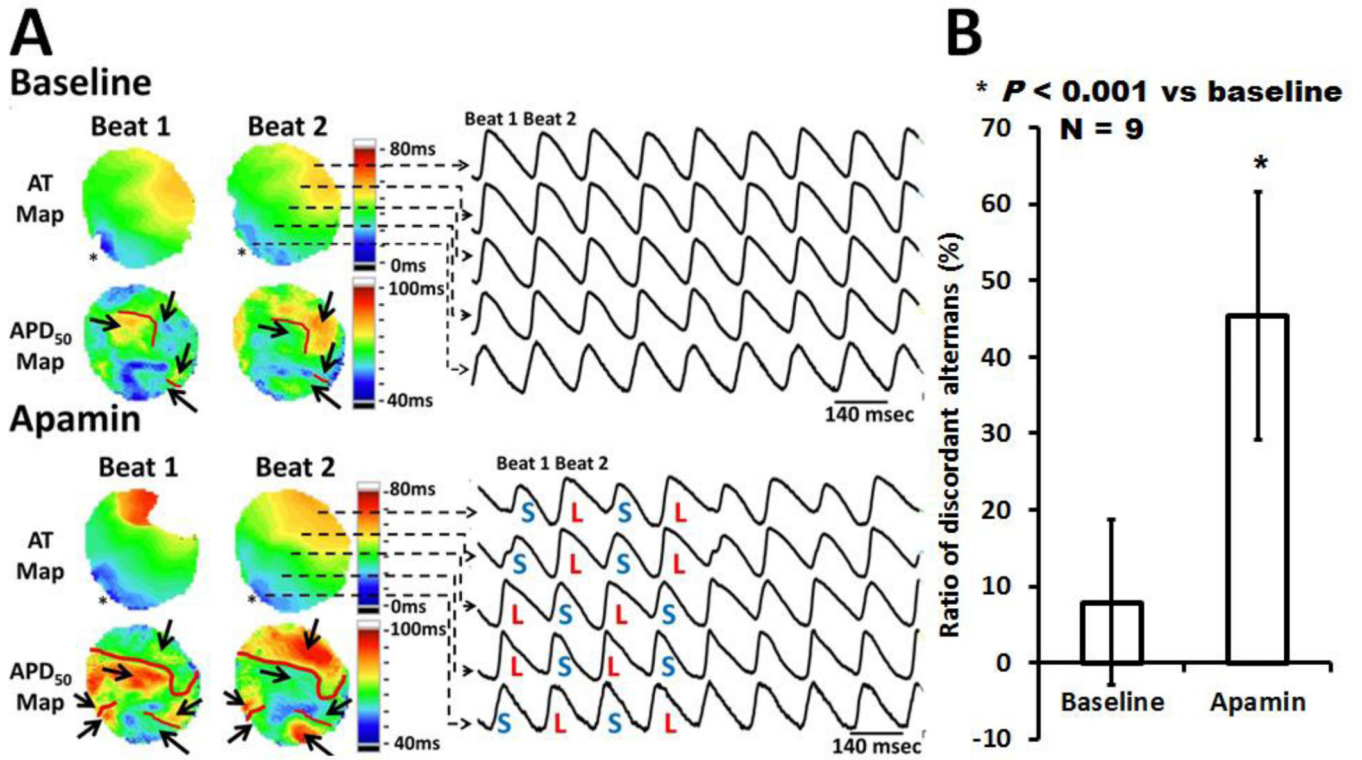 A
Baseline
Beat 1 Beat 2
AT
Map
*
*
80ms
0ms
APD50
Map
100ms
40ms
Beat 1 Beat 2
140 msec
Apamin
Beat 1 Beat 2
AT
Map
*
*
80ms
0ms
APD50
Map
100ms
40ms
Beat 1 Beat 2
S L S L
S L S L
L S L S
L S L S
S L S L
140 msec
B
* P < 0.001 vs baseline
N = 9
Ratio of discordant alternans (%)
70
60
50
40
30
20
10
0
-10
*
Baseline Apamin